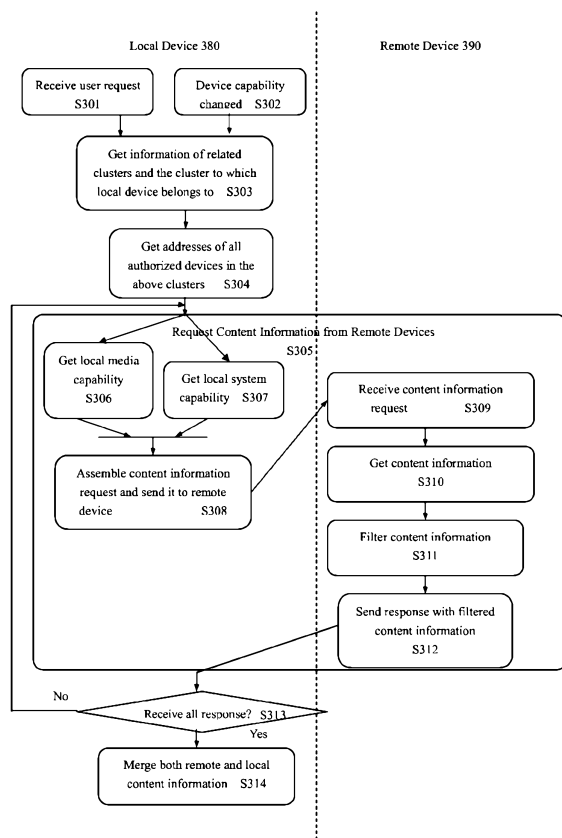 Local Device 380
Remote Device 390
Receive user request
S301
Device capability
changed S302
Get information of related
clusters and the cluster to which
local device belongs to S303
Get addresses of all
authorized devices in the
above clusters S304
Request Content Information from Remote Devices
S305
Get local media
capability
S306
Get local system
capability S307
Assemble content information
request and send it to remote
device S308
Receive content information
request S309
Get content information
S310
Filter content information
S311
Send response with filtered
content information
S312
No
Receive all response? S313
Yes
Merge both remote and local
content information S314